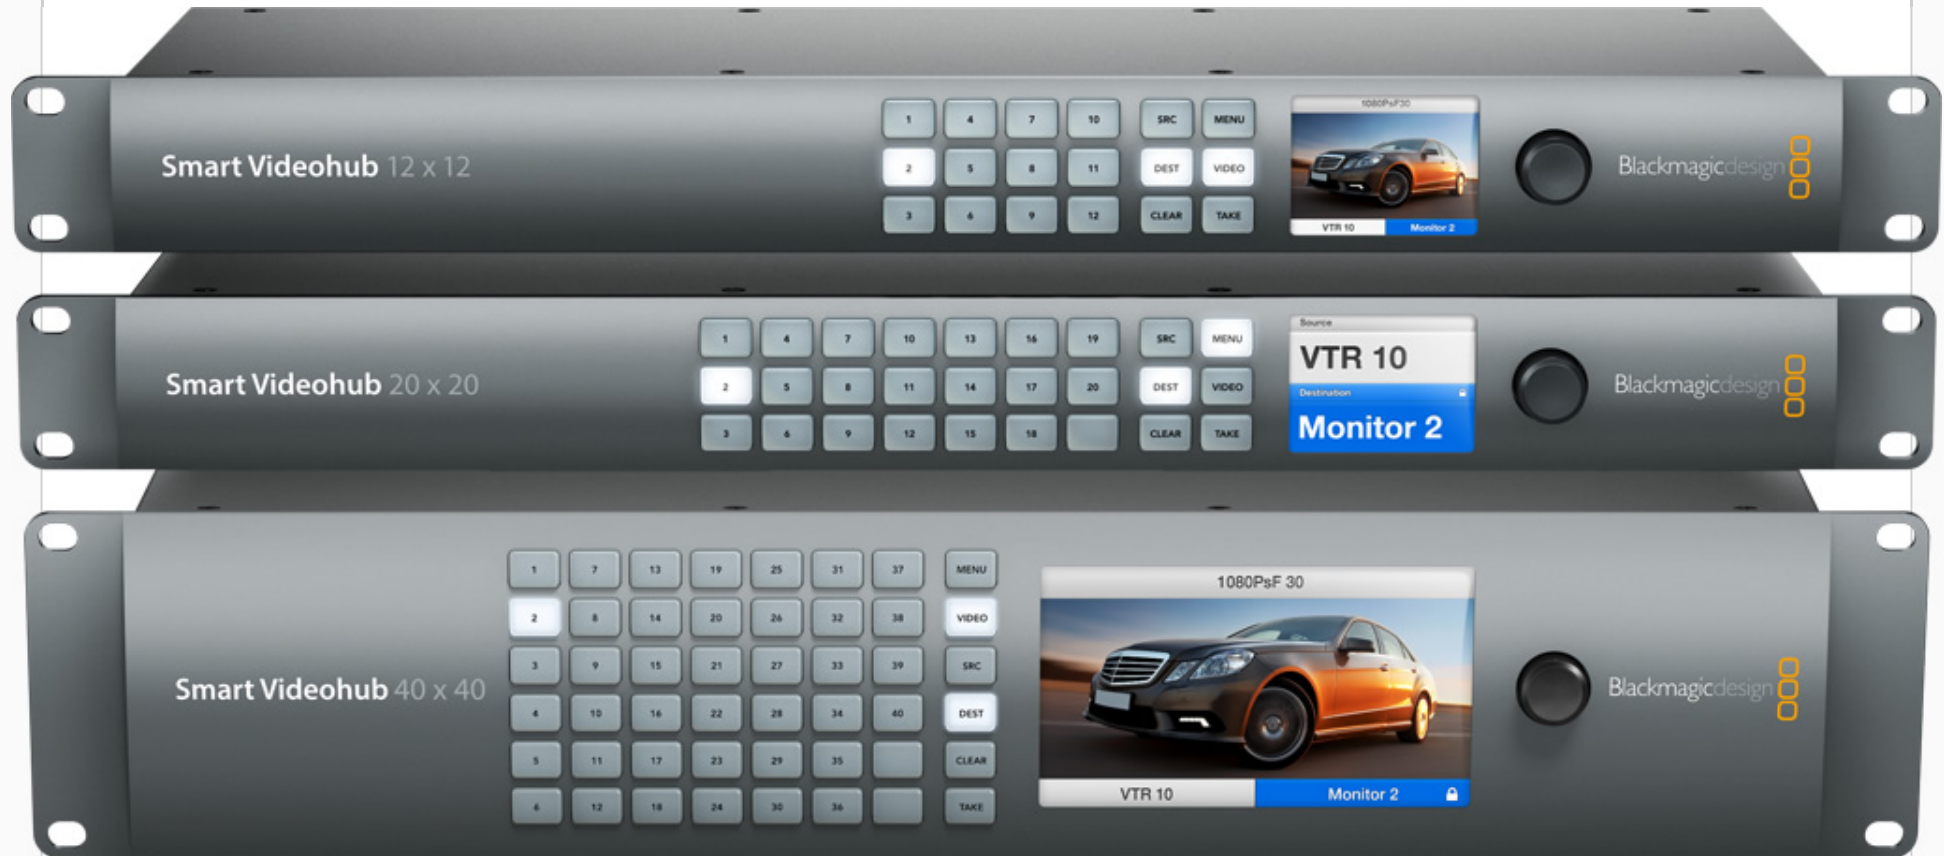 Smart Videohub 12 x 12
1 4 7 10 SRC MENU
2 5 8 11 DEST VIDEO
3 6 9 12 CLEAR TAKE
1080PsF30
VTR 10 Monitor 2
Blackmagicdesign
Smart Videohub 20 x 20
1 4 7 10 13 16 19 SRC MENU
2 5 8 11 14 17 20 DEST VIDEO
3 6 9 12 15 18 CLEAR TAKE
Source
VTR 10
Destination
Monitor 2
Blackmagicdesign
Smart Videohub 40 x 40
1 7 13 19 25 31 37 MENU
2 8 14 20 26 32 38 VIDEO
3 9 15 21 27 33 39 SRC
4 10 16 22 28 34 40 DEST
5 11 17 23 29 35 CLEAR
6 12 18 24 30 36 TAKE
1080PsF 30
VTR 10 Monitor 2
Blackmagicdesign